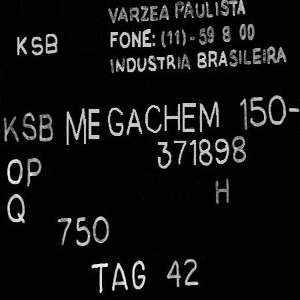 VARZEA PAULISTA
KSB FONE: (11) - 59 8 00
INDUSTRIA BRASILEIRA
KSB MEGACHEM 150-
OP 371898
Q H
750
TAG 42